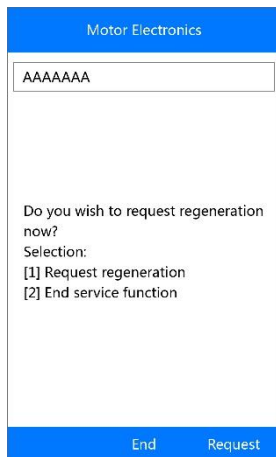 Motor Electronics
AAAAAAA
Do you wish to request regeneration
now?
Selection:
[1] Request regeneration
[2] End service function
End Request